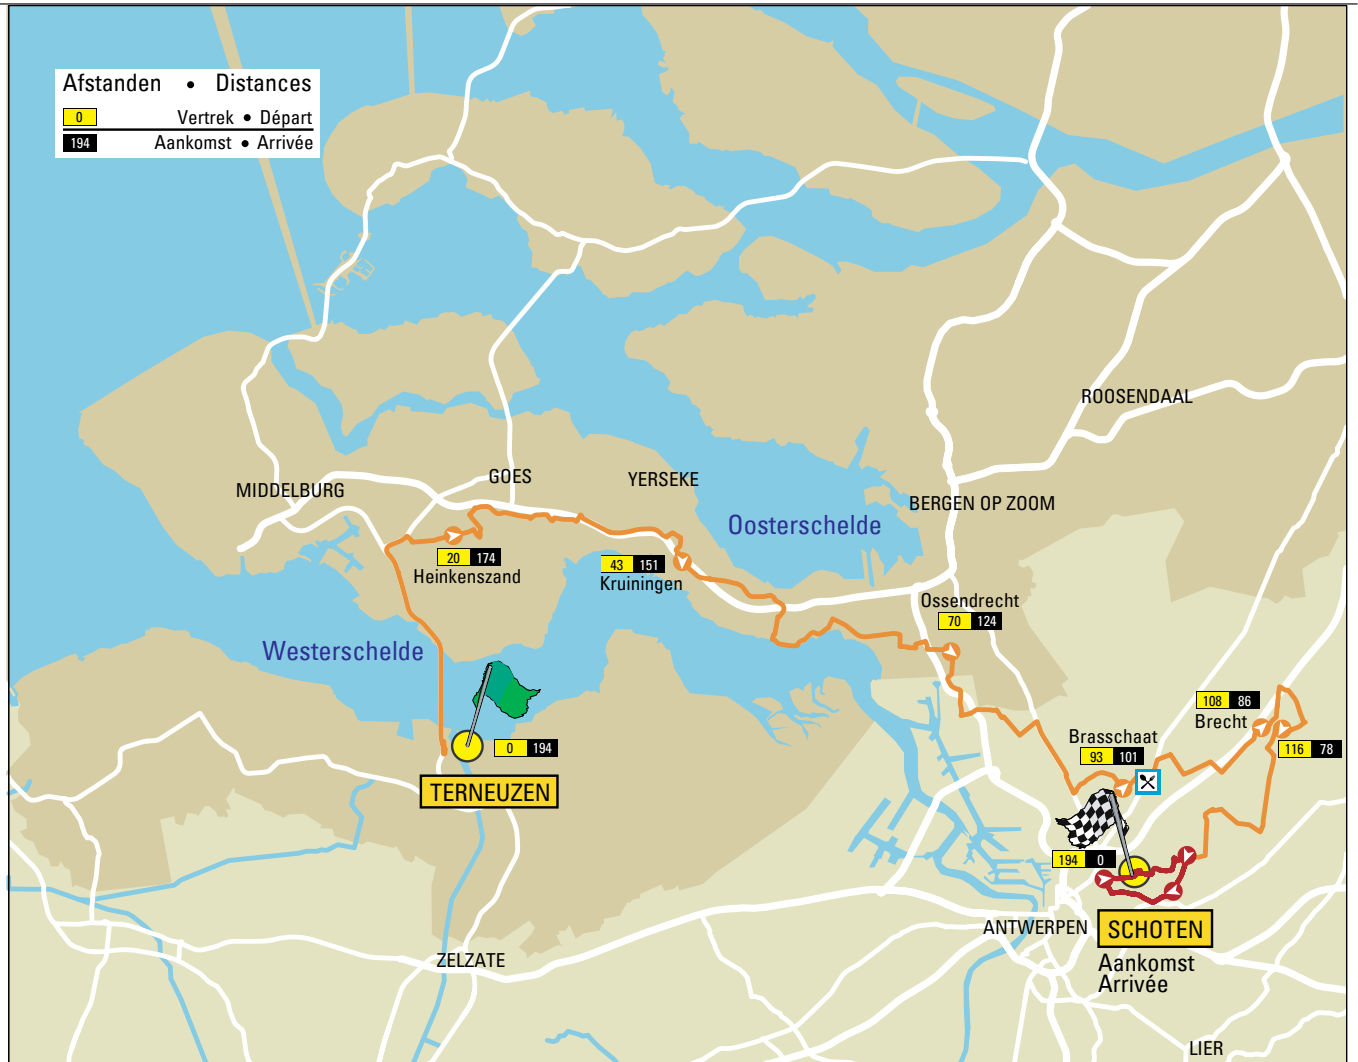 Afstanden • Distances
0 Vertrek • Départ
194 Aankomst • Arrivée
ROOSENDAAL
GOES
YERSEKE
MIDDELBURG
BERGEN OP ZOOM
Oosterschelde
20 174
Heinkenszand
43 151
Kruiningen
Ossendrecht
70 124
Westerschelde
108 86
Brecht
Brasschaat
93 101
116 78
0 194
TERNEUZEN
194 0
ANTWERPEN
SCHOTEN
Aankomst
Arrivée
ZELZATE
LIER